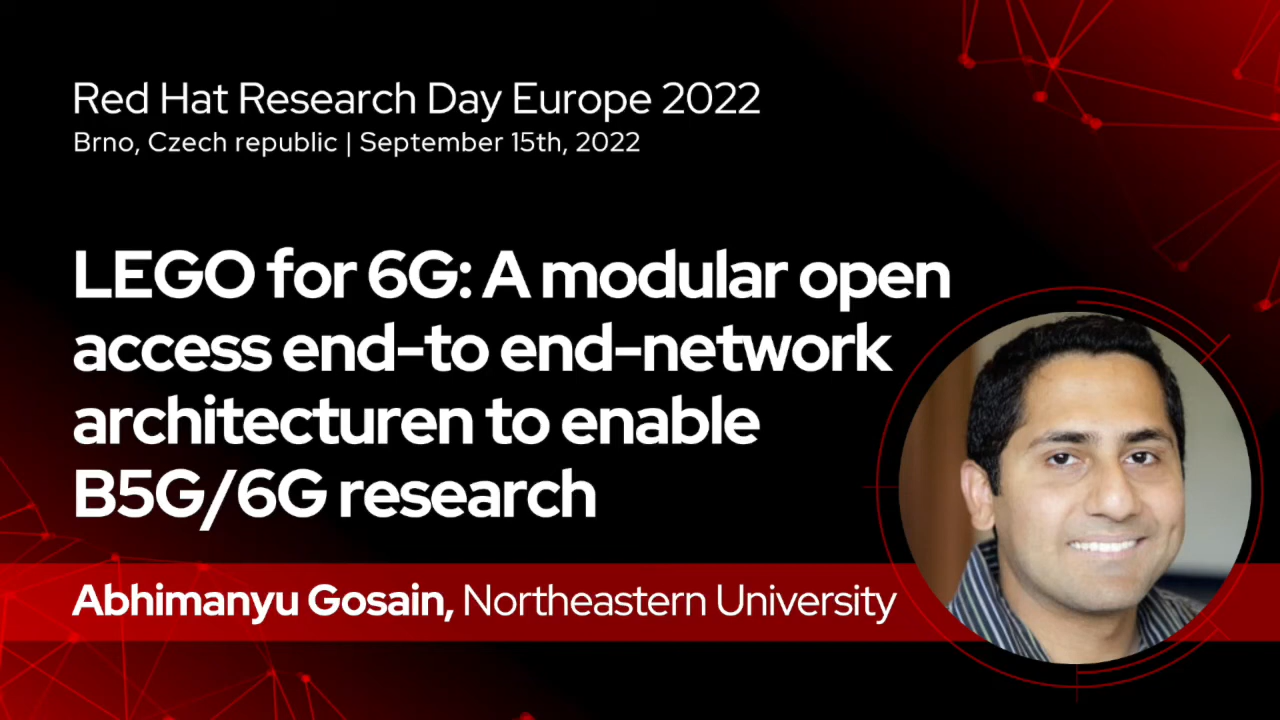 Red Hat Research Day Europe 2022
Brno, Czech republic | September 15th, 2022
LEGO for 6G: A modular open
access end-to end-network
architecturen to enable
B5G/6G research
Abhimanyu Gosain, Northeastern University